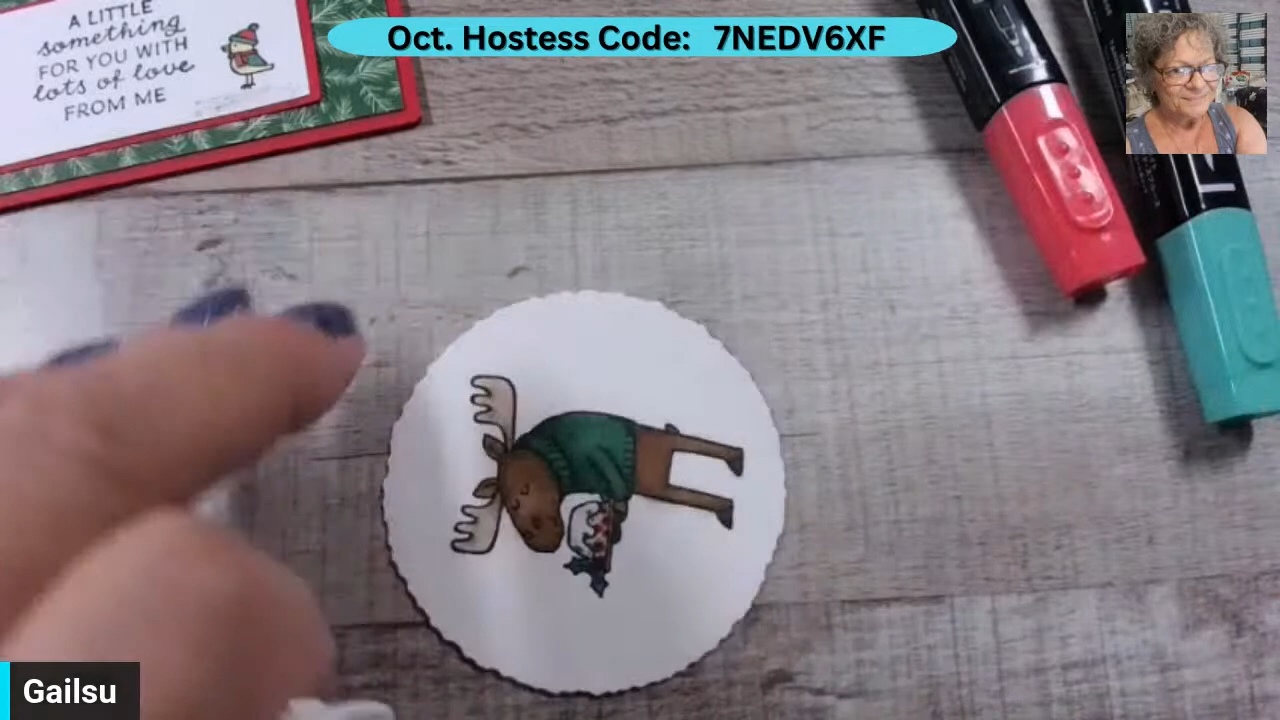 A LITTLE
something
FOR YOU WITH
lots of love
FROM ME
Oct. Hostess Code: 7NEDV6XF
Gailsu